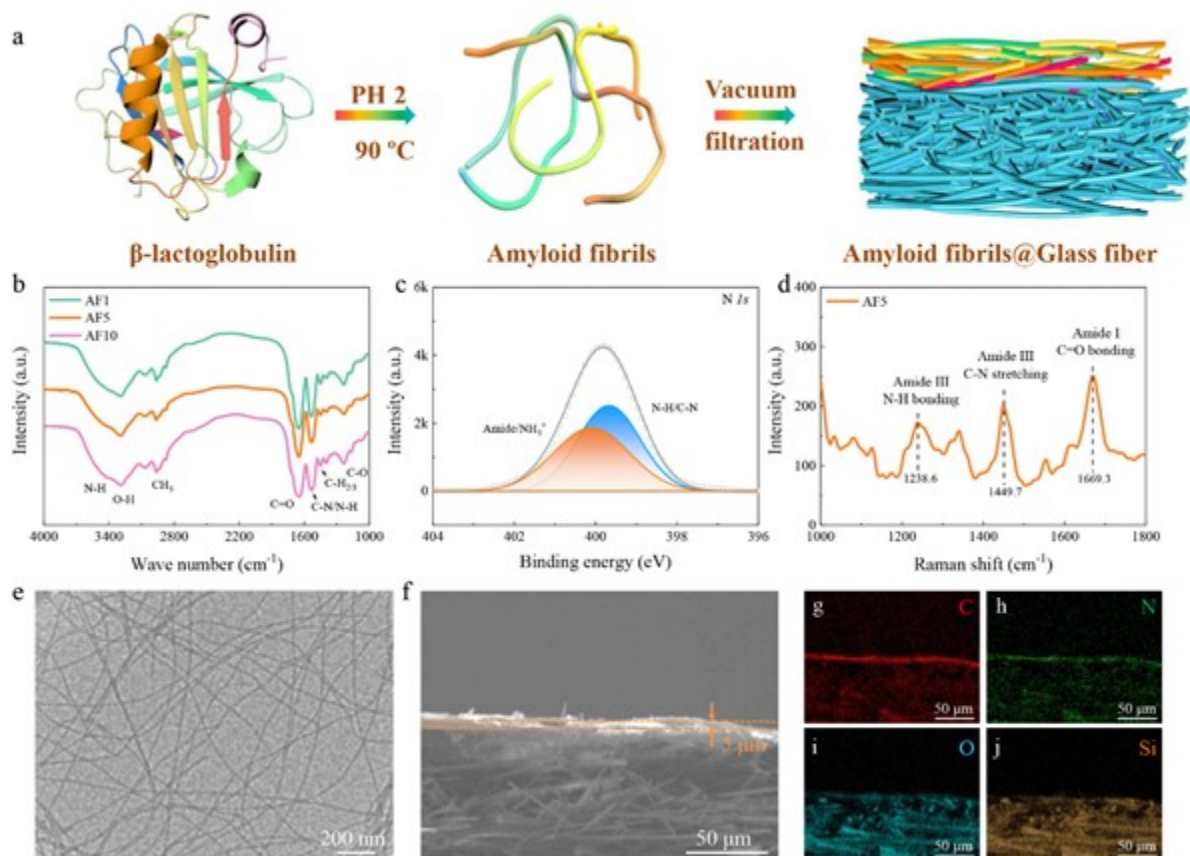 a
PH 2
90 °C
Vacuum
filtration
β-lactoglobulin
Amyloid fibrils
Amyloid fibrils@Glass fiber
b
AF1
AF5
AF10
N-H
O-H
CH3
C=O
C-N/N-H
C-H2/3
C-O
Intensity (a.u.)
4000 3400 2800 2200 1600 1000
Wave number (cm-1)
c
N 1s
6k
4k
2k
0
Amide/NH3+
N-H/C-N
Intensity (a.u.)
404 402 400 398 396
Binding energy (eV)
d
AF5
400
300
200
100
0
Amide I
C=O bonding
Amide III
C-N stretching
Amide III
N-H bonding
1238.6
1449.7
1669.3
Intensity (a.u.)
1000 1200 1400 1600 1800
Raman shift (cm-1)
e
200 nm
f
5 μm
50 μm
g
C
50 μm
h
N
50 μm
i
O
50 μm
j
Si
50 μm